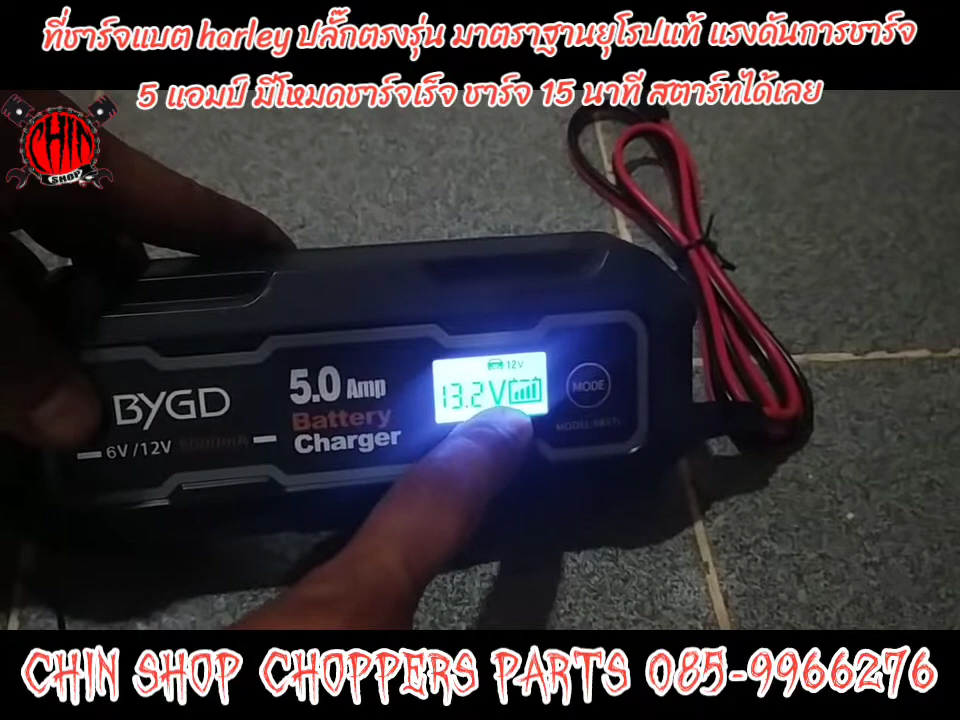 ที่ชาร์จแบต harley ปลั๊กตรงรุ่น มาตราฐานยุโรปแท้ แรงดันการชาร์จ
5 แอมป์ มีโหมดชาร์จเร็จ ชาร์จ 15 นาที สตาร์ทได้เลย
CHIN
SHOP
12V
13.2 V
MODE
5.0 Amp
BYGD
Battery
Charger
6V/12V
CHIN SHOP CHOPPERS PARTS 085-9966276